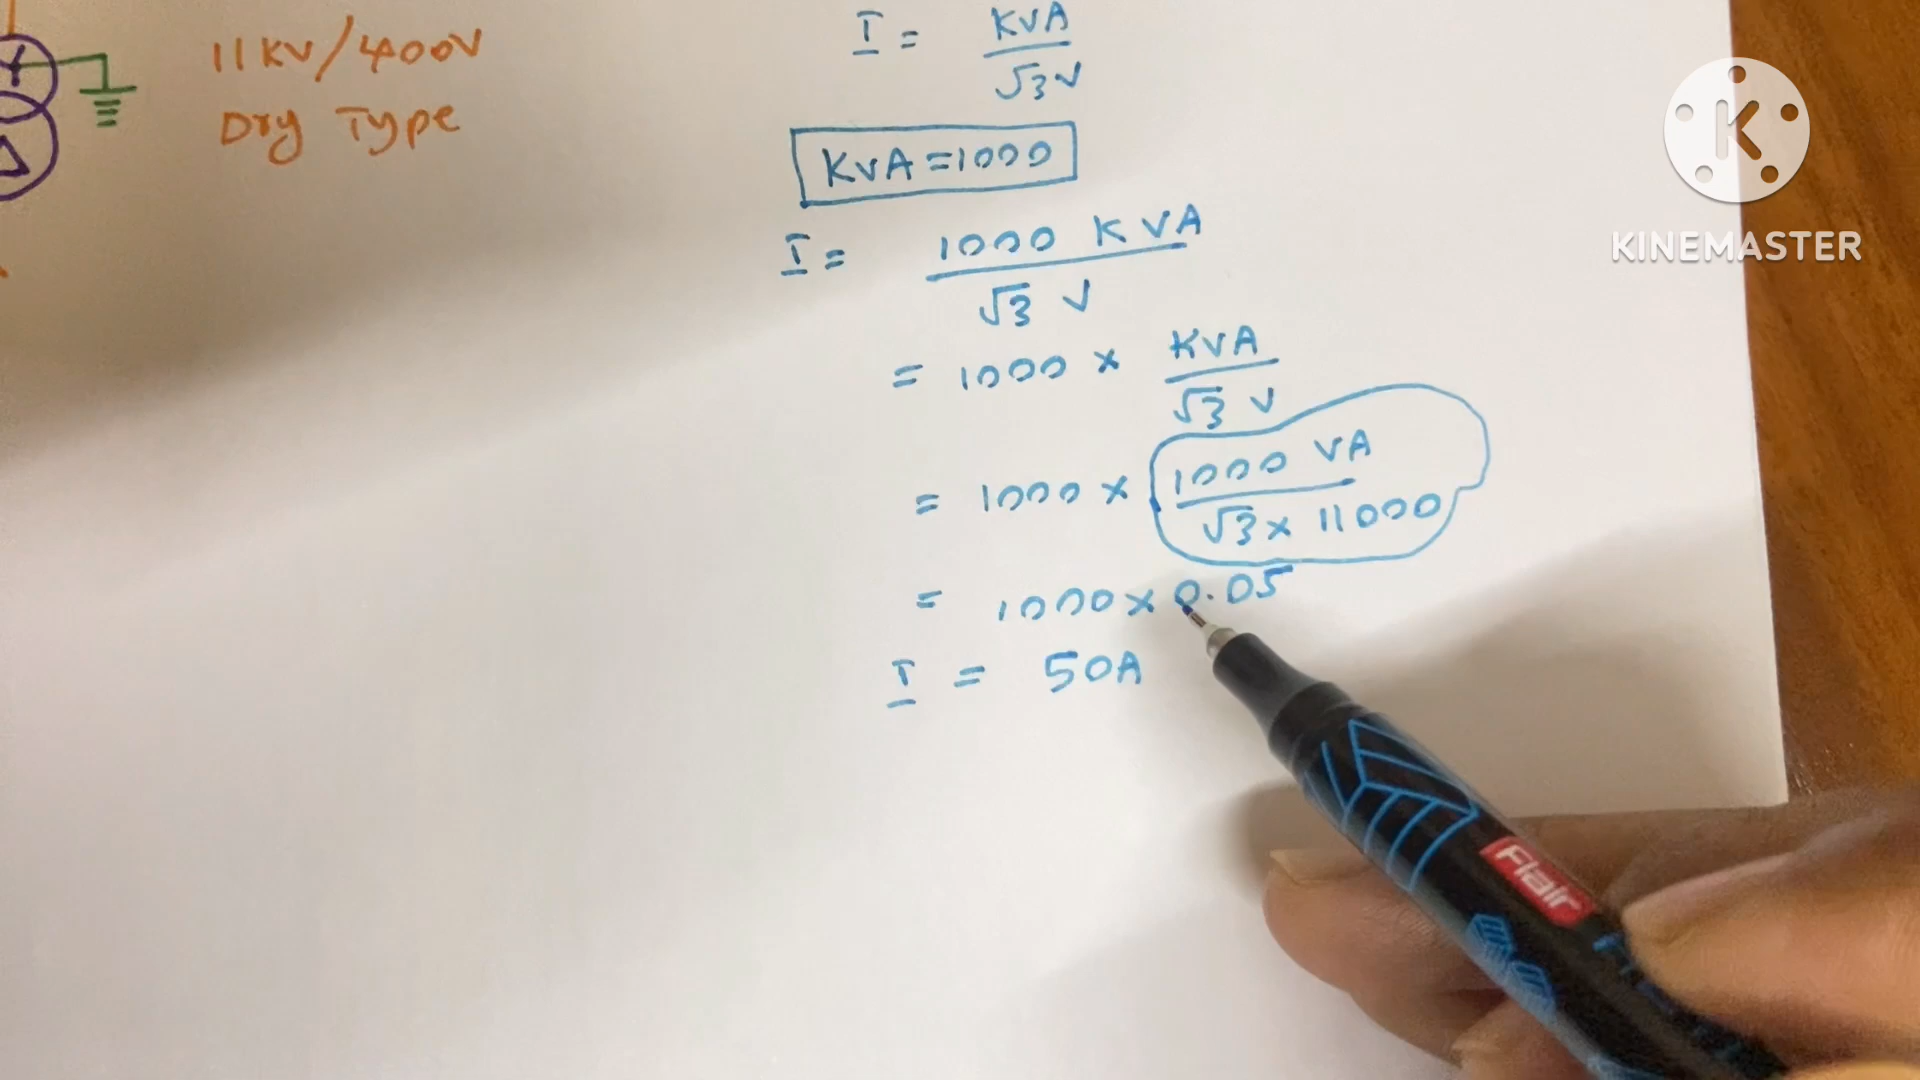 11KV/400V
Dry Type
I = KVA / √3 V
KVA = 1000
I = 1000 KVA / √3 V
= 1000 × KVA / √3 V
= 1000 × 1000 VA / √3 × 11000
= 1000 × 0.05
I = 50A
K
KINEMASTER
Flair